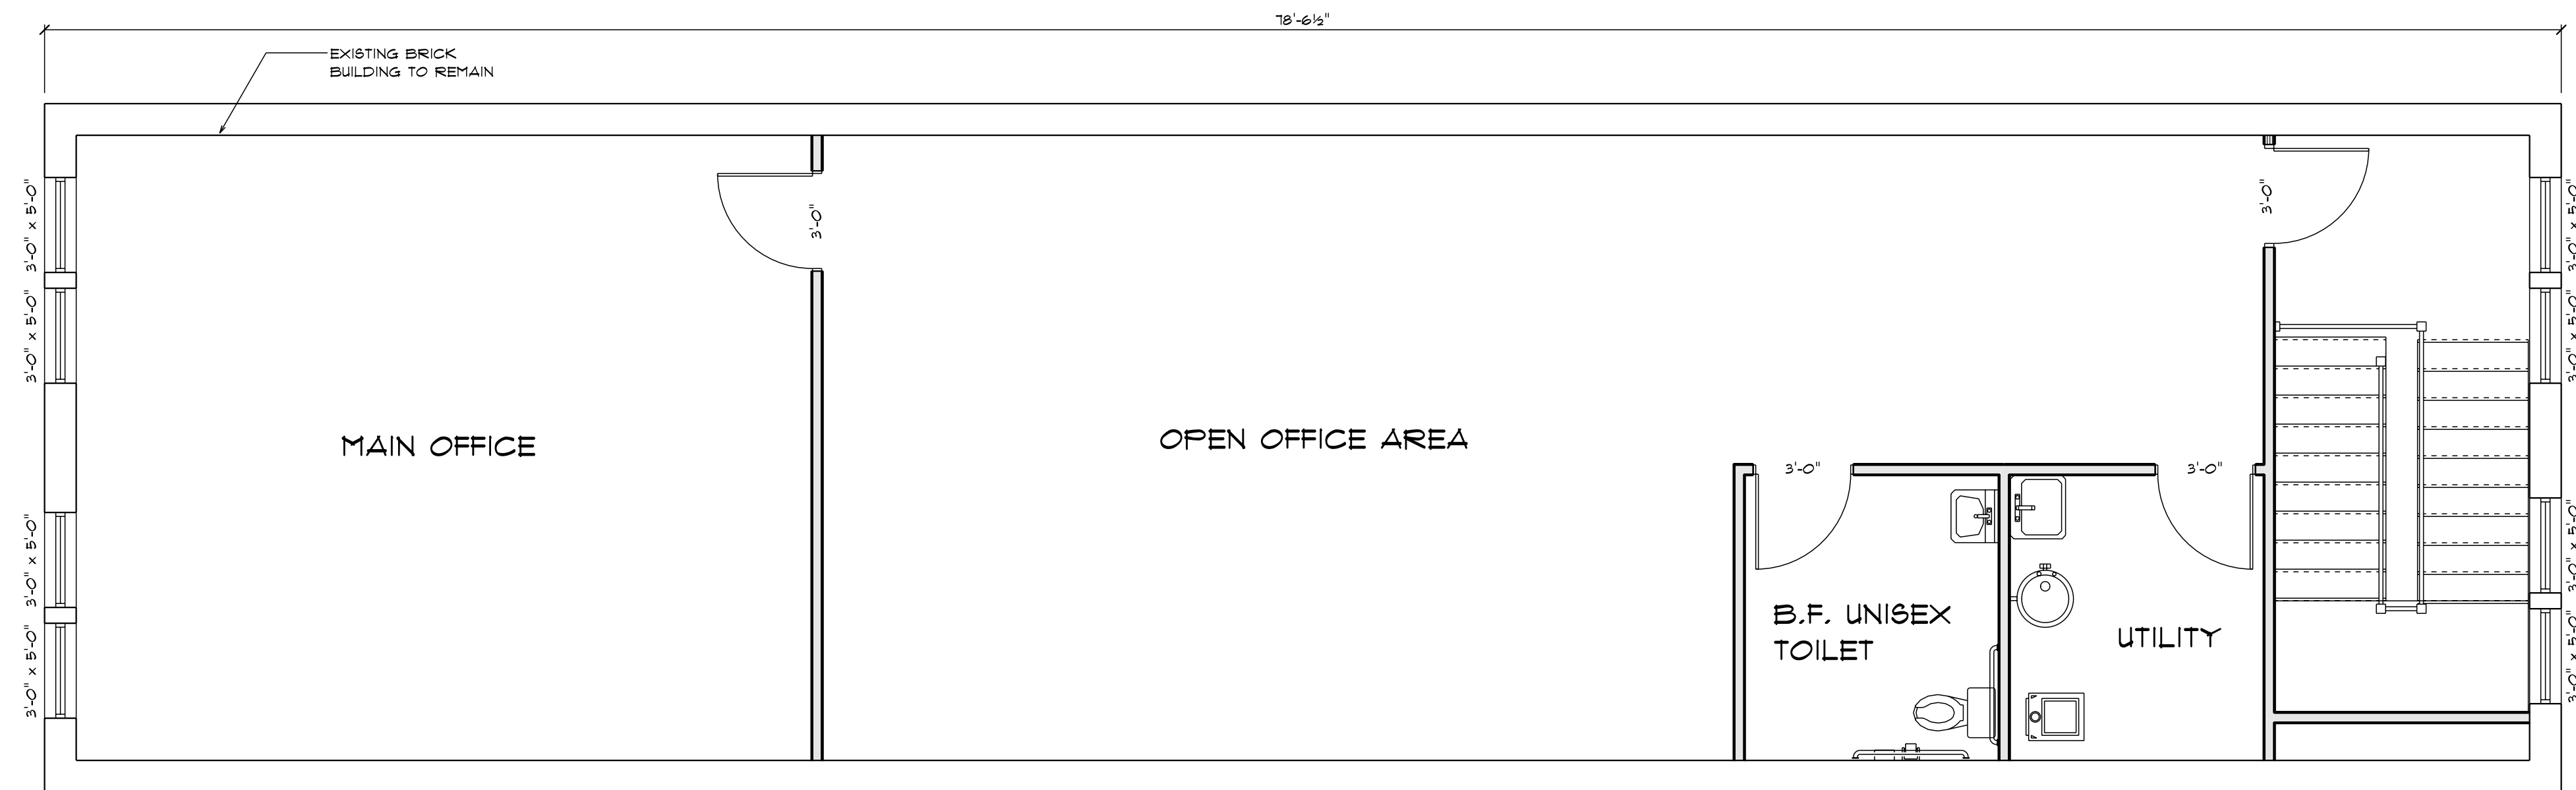 78'-6½"
EXISTING BRICK
BUILDING TO REMAIN
3'-0" x 5'-0"
3'-0" x 5'-0"
3'-0" x 5'-0"
3'-0" x 5'-0"
3'-0"
MAIN OFFICE
OPEN OFFICE AREA
3'-0"
3'-0"
3'-0"
B.F. UNISEX
TOILET
UTILITY
3'-0" x 5'-0"
3'-0" x 5'-0"
3'-0" x 5'-0"
3'-0" x 5'-0"